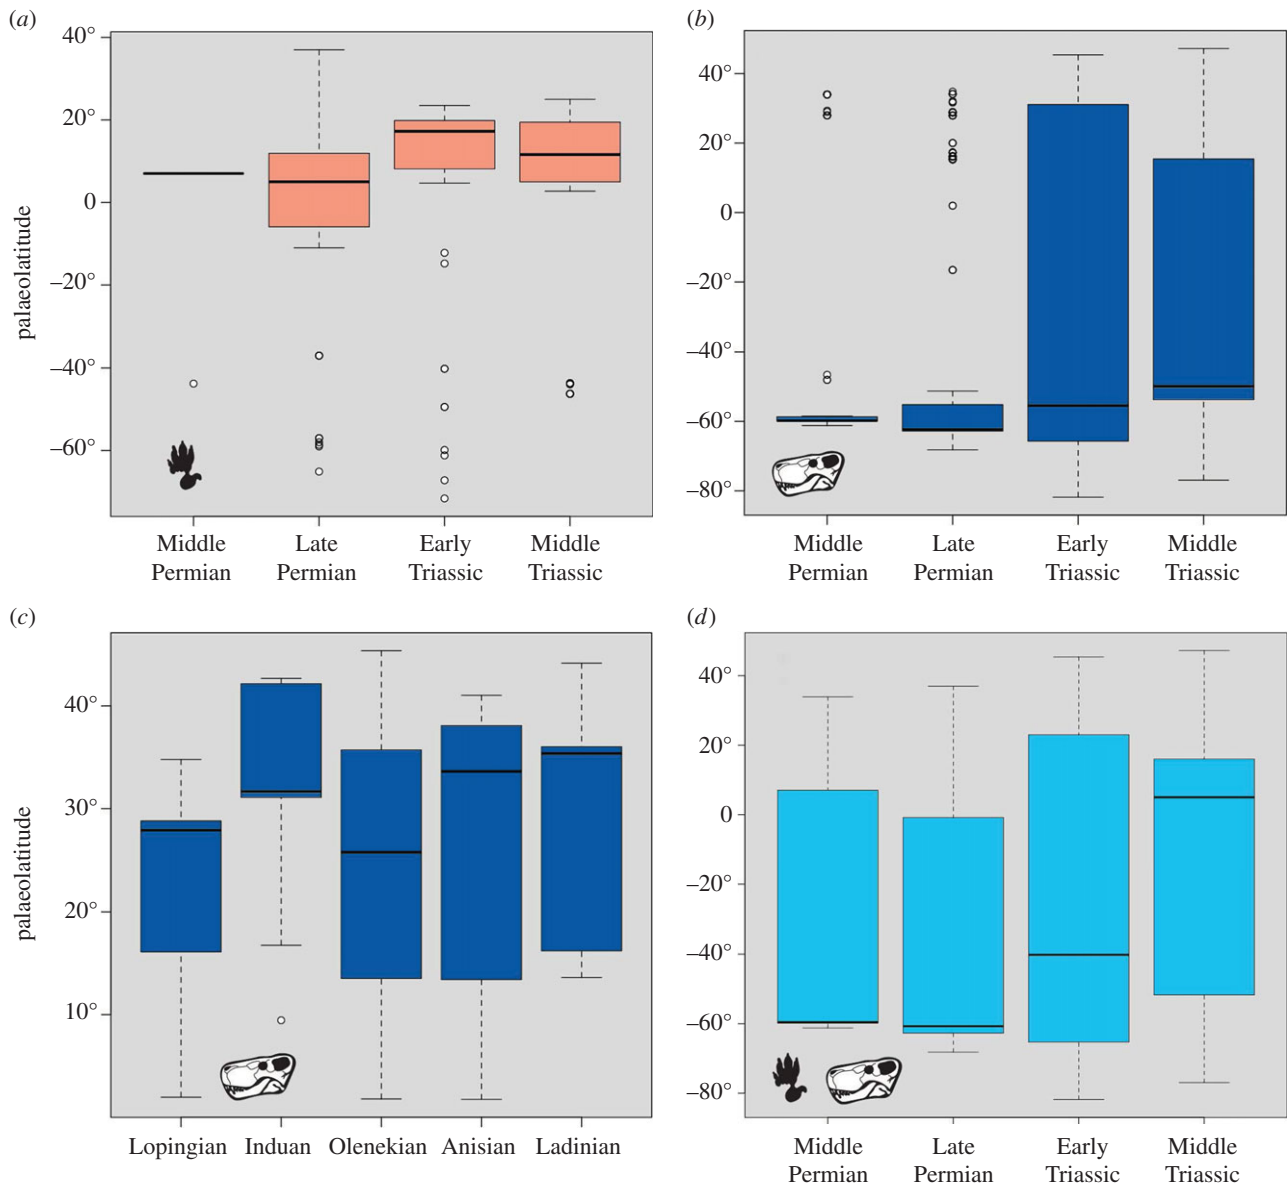 (a)
40°
20°
0
–20°
–40°
–60°
palaeolatitude
Middle Permian
Late Permian
Early Triassic
Middle Triassic
(b)
40°
20°
0
–20°
–40°
–60°
–80°
Middle Permian
Late Permian
Early Triassic
Middle Triassic
(c)
40°
30°
20°
10°
palaeolatitude
Lopingian
Induan
Olenekian
Anisian
Ladinian
(d)
40°
20°
0
–20°
–40°
–60°
–80°
Middle Permian
Late Permian
Early Triassic
Middle Triassic